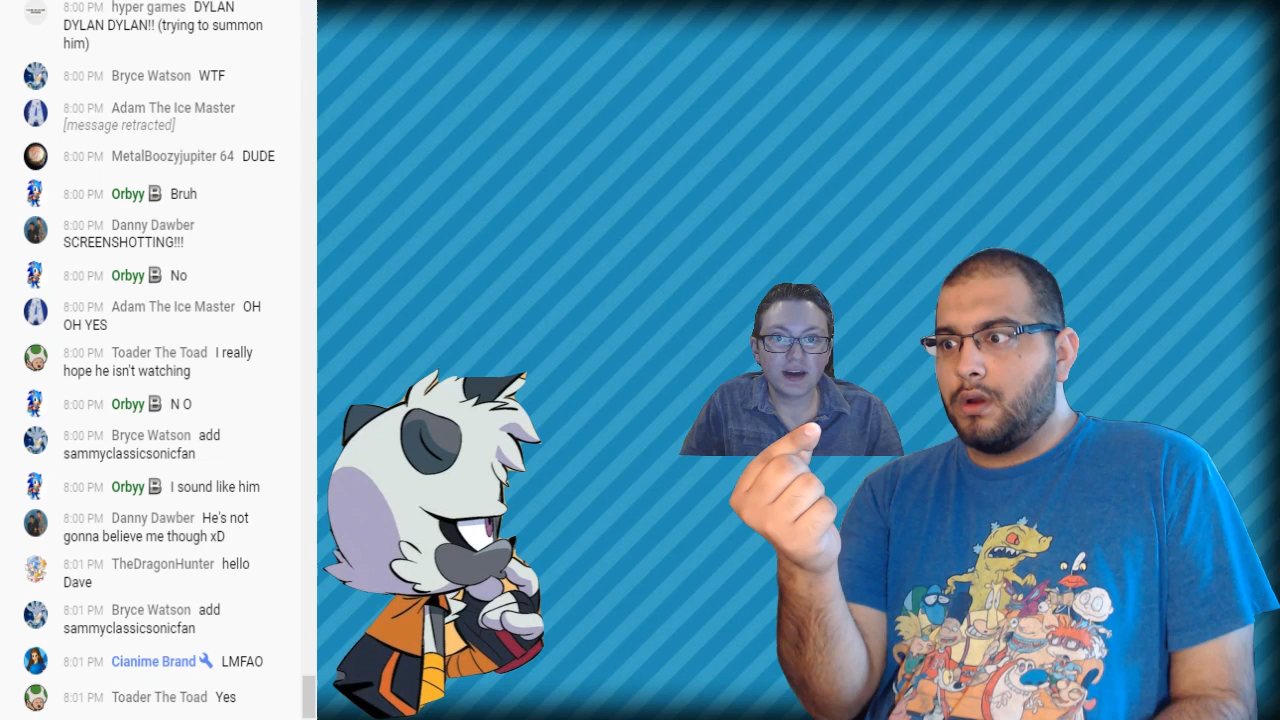 8:00 PM hyper games DYLAN
DYLAN DYLAN!! (trying to summon
him)
8:00 PM Bryce Watson WTF
8:00 PM Adam The Ice Master
[message retracted]
8:00 PM MetalBoozyjupiter 64 DUDE
8:00 PM Orbyy Bruh
8:00 PM Danny Dawber
SCREENSHOTTING!!!
8:00 PM Orbyy No
8:00 PM Adam The Ice Master OH
OH YES
8:00 PM Toader The Toad I really
hope he isn't watching
8:00 PM Orbyy N O
8:00 PM Bryce Watson add
sammyclassicsonicfan
8:00 PM Orbyy I sound like him
8:00 PM Danny Dawber He's not
gonna believe me though xD
8:01 PM TheDragonHunter hello
Dave
8:01 PM Bryce Watson add
sammyclassicsonicfan
8:01 PM Cianime Brand LMFAO
8:01 PM Toader The Toad Yes